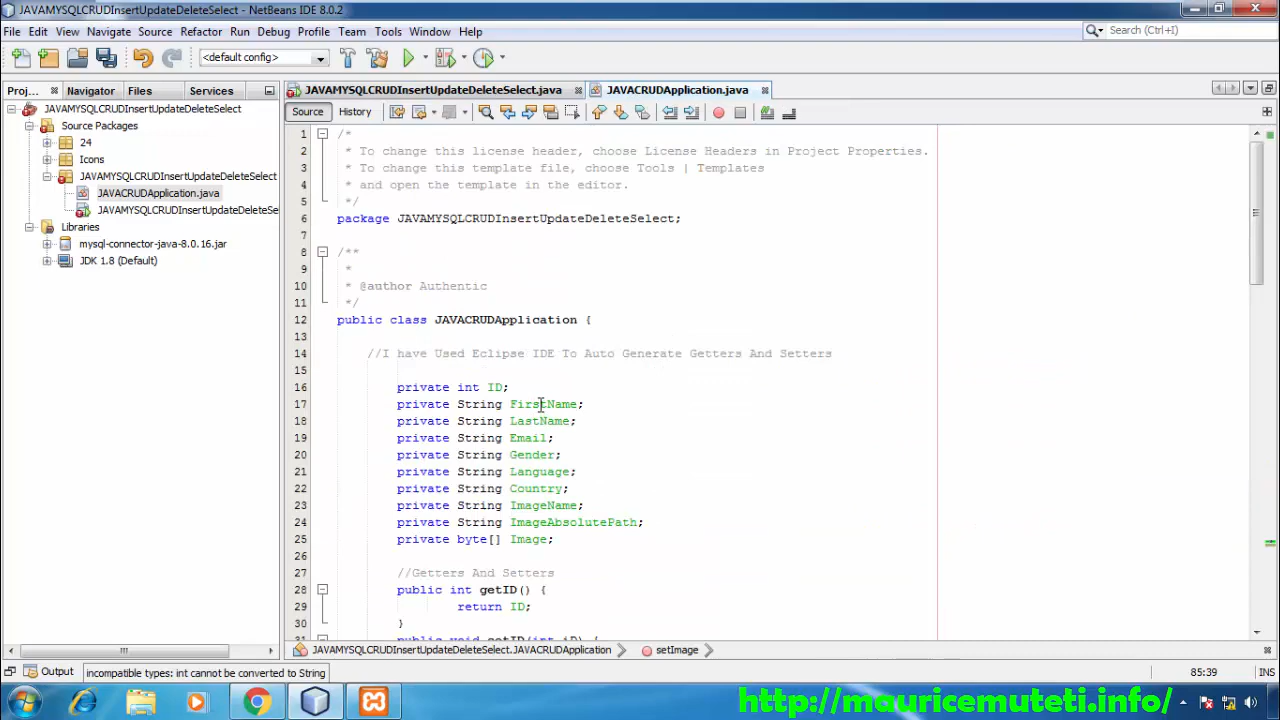 JAVAMYSQLCRUDInsertUpdateDeleteSelect - NetBeans IDE 8.0.2
File Edit View Navigate Source Refactor Run Debug Profile Team Tools Window Help
Search (Ctrl+I)
<default config>
Proj... Navigator Files Services
JAVAMYSQLCRUDInsertUpdateDeleteSelect.java JAVACRUDApplication.java
JAVAMYSQLCRUDInsertUpdateDeleteSelect
Source Packages
24
Icons
JAVAMYSQLCRUDInsertUpdateDeleteSelect
JAVACRUDApplication.java
JAVAMYSQLCRUDInsertUpdateDeleteSe
Libraries
mysql-connector-java-8.0.16.jar
JDK 1.8 (Default)
Source History
1 /*
2 * To change this license header, choose License Headers in Project Properties.
3 * To change this template file, choose Tools | Templates
4 * and open the template in the editor.
5 */
6 package JAVAMYSQLCRUDInsertUpdateDeleteSelect;
7
8 /**
9 *
10 * @author Authentic
11 */
12 public class JAVACRUDApplication {
13
14 //I have Used Eclipse IDE To Auto Generate Getters And Setters
15
16 private int ID;
17 private String FirstName;
18 private String LastName;
19 private String Email;
20 private String Gender;
21 private String Language;
22 private String Country;
23 private String ImageName;
24 private String ImageAbsolutePath;
25 private byte[] Image;
26
27 //Getters And Setters
28 public int getID() {
29 return ID;
30 }
31 public void setID(int iD) {
JAVAMYSQLCRUDInsertUpdateDeleteSelect.JAVACRUDApplication setImage
Output incompatible types: int cannot be converted to String 85:39 INS
http://mauricemuteti.info/